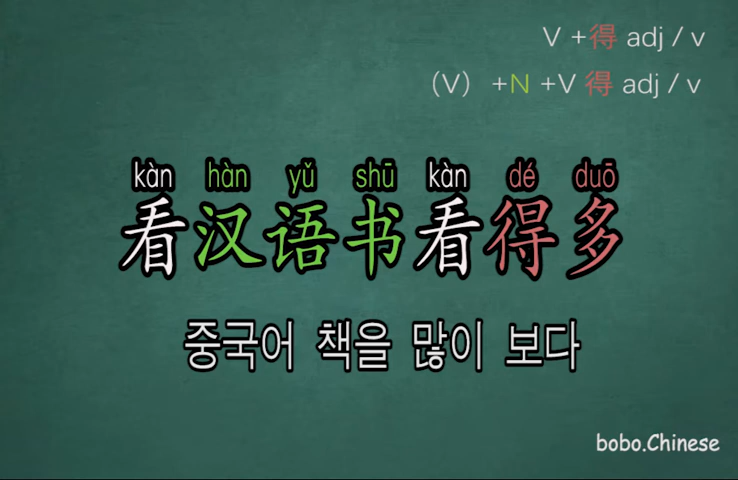 V +得 adj / v
（V）+N +V 得 adj / v
kàn hàn yǔ shū kàn dé duō
看汉语书看得多
중국어 책을 많이 보다
bobo.Chinese